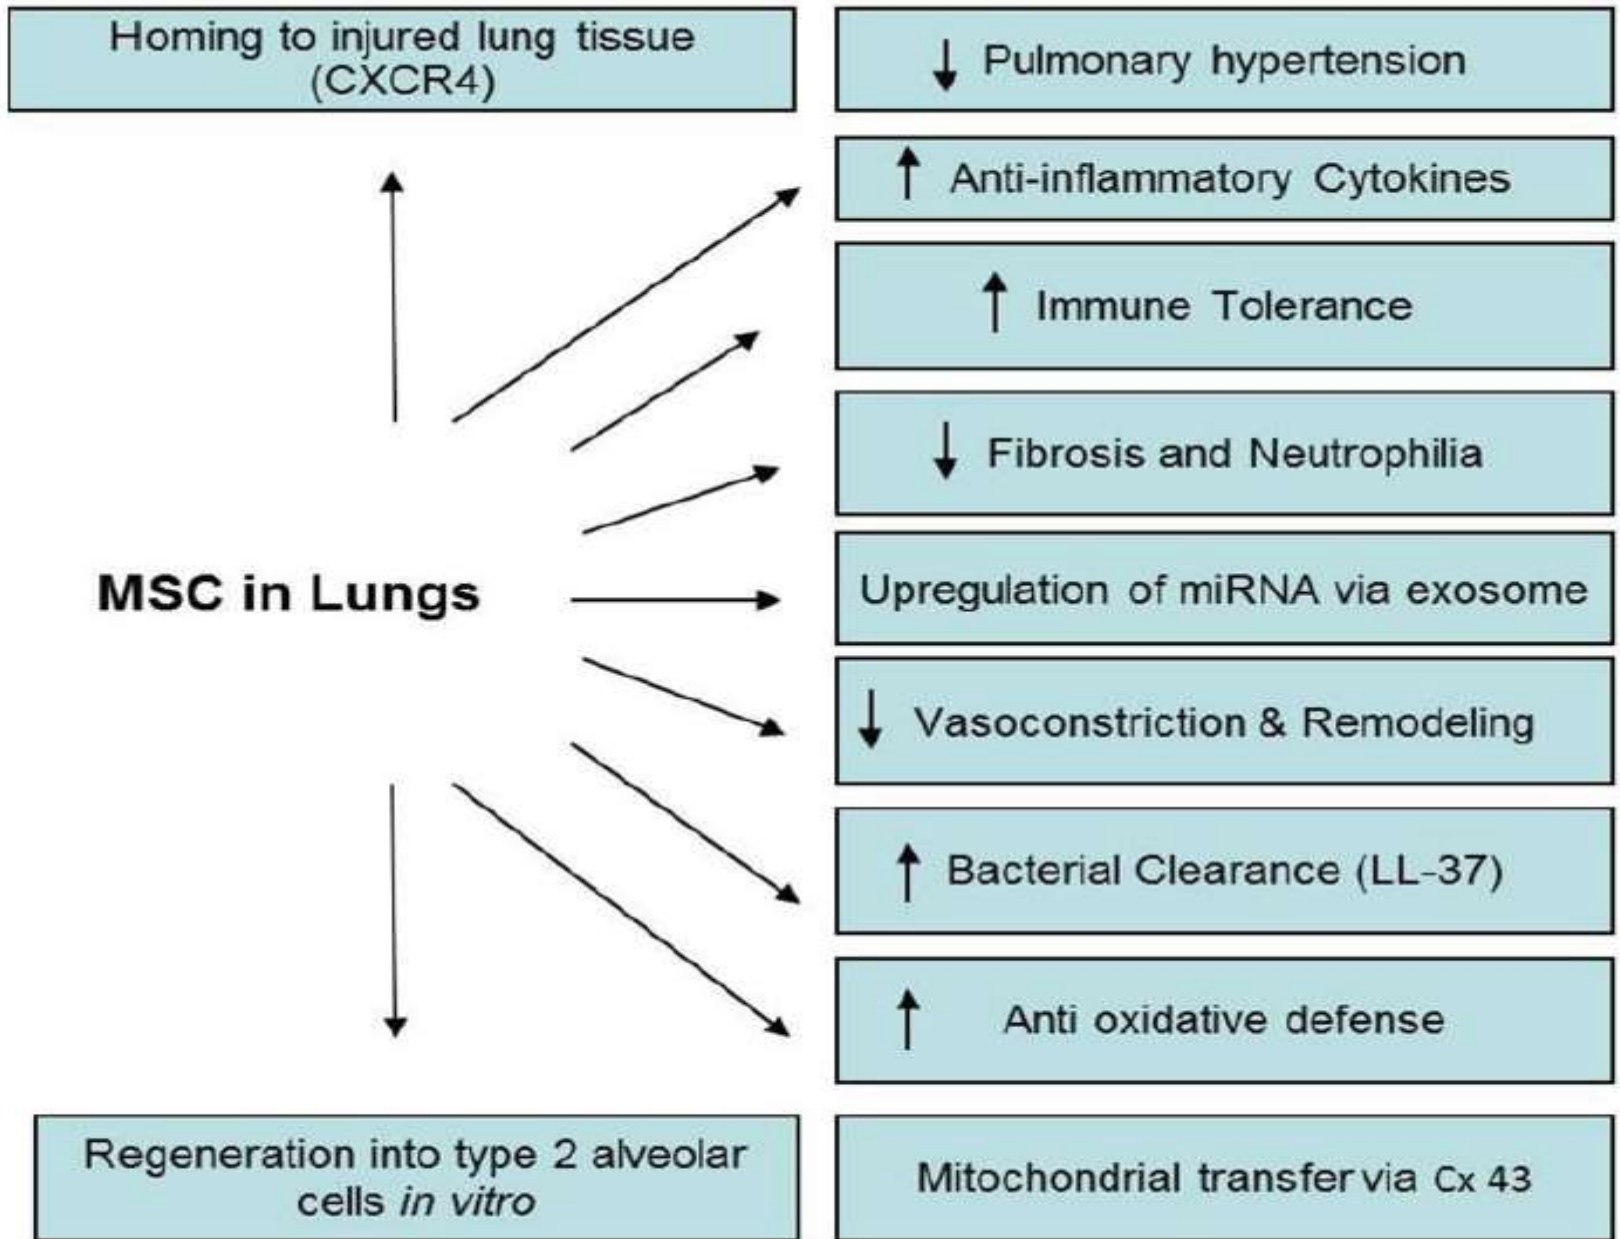 Homing to injured lung tissue
(CXCR4)
↓ Pulmonary hypertension
↑ Anti-inflammatory Cytokines
↑ Immune Tolerance
↓ Fibrosis and Neutrophilia
MSC in Lungs
Upregulation of miRNA via exosome
↓ Vasoconstriction & Remodeling
↑ Bacterial Clearance (LL-37)
↑ Anti oxidative defense
Regeneration into type 2 alveolar
cells in vitro
Mitochondrial transfer via Cx 43